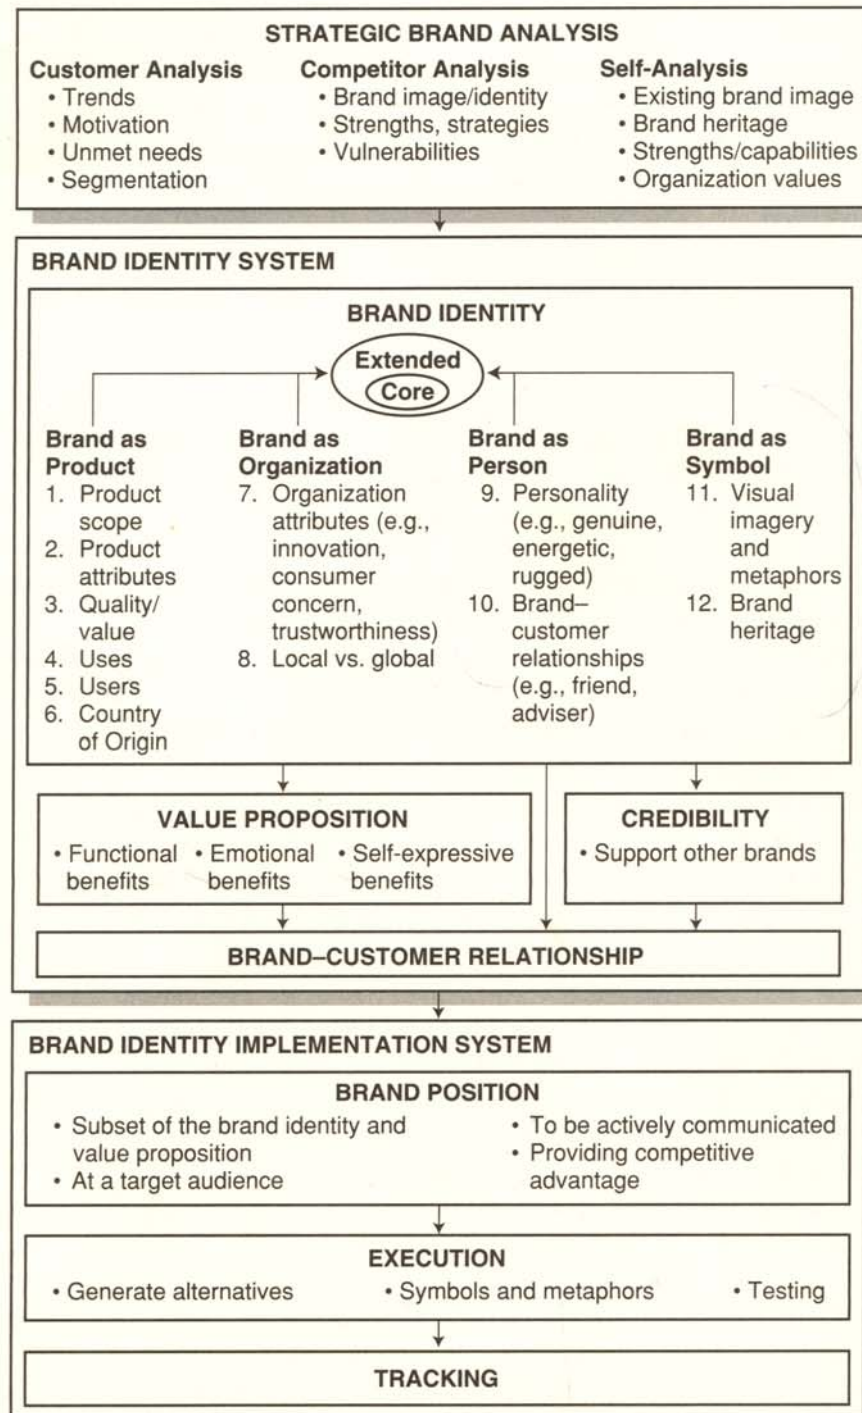 STRATEGIC BRAND ANALYSIS
Customer Analysis
• Trends
• Motivation
• Unmet needs
• Segmentation
Competitor Analysis
• Brand image/identity
• Strengths, strategies
• Vulnerabilities
Self-Analysis
• Existing brand image
• Brand heritage
• Strengths/capabilities
• Organization values
BRAND IDENTITY SYSTEM
BRAND IDENTITY
Extended
Core
Brand as
Product
1. Product
scope
2. Product
attributes
3. Quality/
value
4. Uses
5. Users
6. Country
of Origin
Brand as
Organization
7. Organization
attributes (e.g.,
innovation,
consumer
concern,
trustworthiness)
8. Local vs. global
Brand as
Person
9. Personality
(e.g., genuine,
energetic,
rugged)
10. Brand–
customer
relationships
(e.g., friend,
adviser)
Brand as
Symbol
11. Visual
imagery
and
metaphors
12. Brand
heritage
VALUE PROPOSITION
• Functional
benefits
• Emotional
benefits
• Self-expressive
benefits
CREDIBILITY
• Support other brands
BRAND–CUSTOMER RELATIONSHIP
BRAND IDENTITY IMPLEMENTATION SYSTEM
BRAND POSITION
• Subset of the brand identity and
value proposition
• At a target audience
• To be actively communicated
• Providing competitive
advantage
EXECUTION
• Generate alternatives
• Symbols and metaphors
• Testing
TRACKING